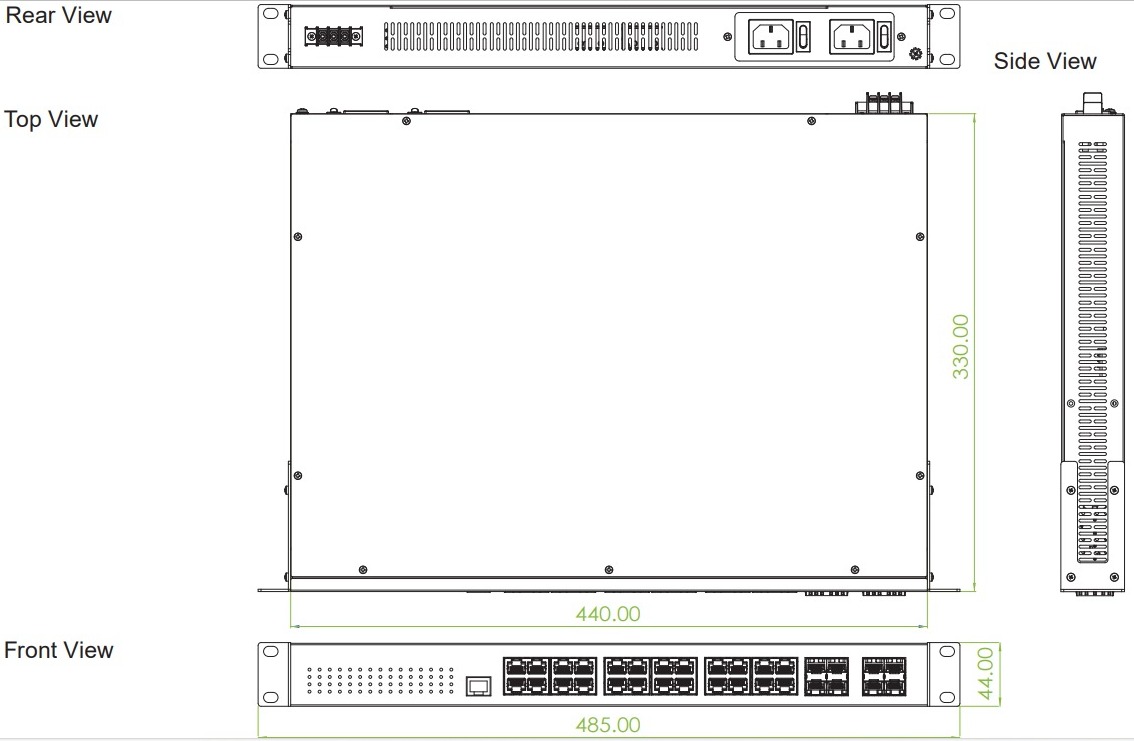 Rear View
Side View
Top View
330.00
440.00
Front View
44.00
485.00